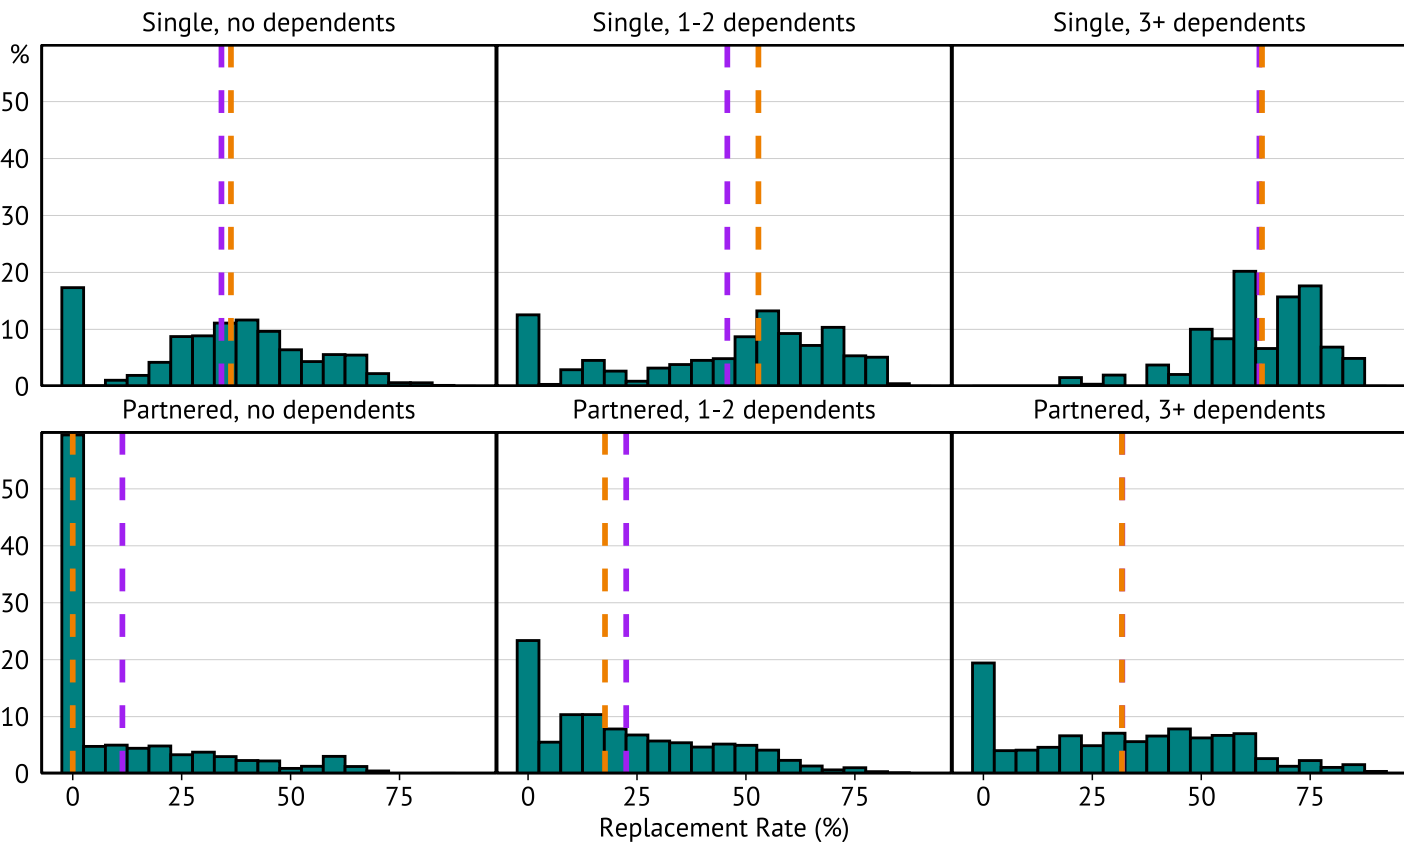 Single, no dependents
Single, 1-2 dependents
Single, 3+ dependents
%
50
40
30
20
10
0
Partnered, no dependents
Partnered, 1-2 dependents
Partnered, 3+ dependents
50
40
30
20
10
0
0 25 50 75
0 25 50 75
0 25 50 75
Replacement Rate (%)